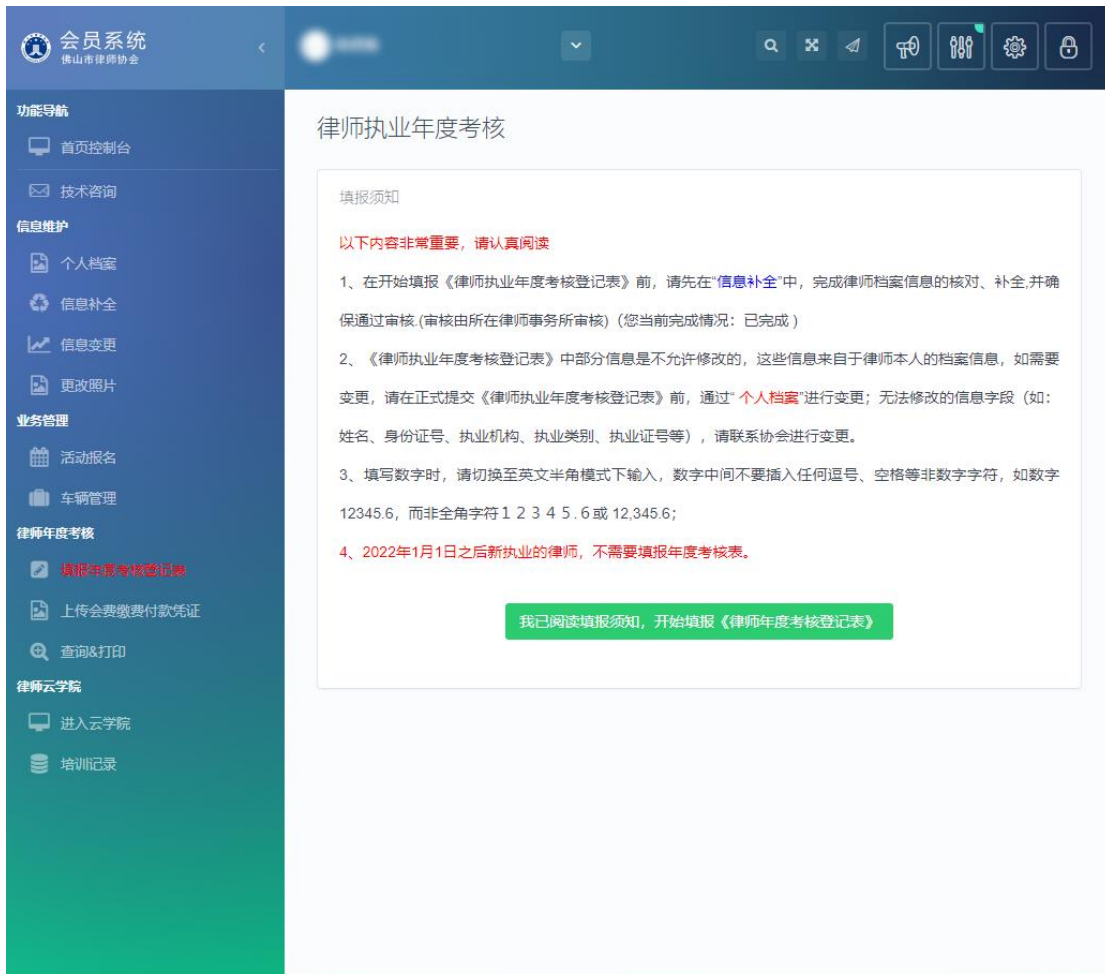 会员系统
佛山市律师协会
功能导航
首页控制台
技术咨询
信息维护
个人档案
信息补全
信息变更
更改照片
业务管理
活动报名
车辆管理
律师年度考核
填报年度考核登记表
上传会费缴费付款凭证
查询&打印
律师云学院
进入云学院
培训记录
律师执业年度考核
填报须知
以下内容非常重要，请认真阅读
1、在开始填报《律师执业年度考核登记表》前，请先在“信息补全”中，完成律师档案信息的核对、补全,并确
保通过审核.(审核由所在律师事务所审核)（您当前完成情况：已完成 )
2、《律师执业年度考核登记表》中部分信息是不允许修改的，这些信息来自于律师本人的档案信息，如需要
变更，请在正式提交《律师执业年度考核登记表》前，通过“ 个人档案”进行变更；无法修改的信息字段（如：
姓名、身份证号、执业机构、执业类别、执业证号等），请联系协会进行变更。
3、填写数字时，请切换至英文半角模式下输入，数字中间不要插入任何逗号、空格等非数字字符，如数字
12345.6，而非全角字符１２３４５.６或 12,345.6；
4、2022年1月1日之后新执业的律师，不需要填报年度考核表。
我已阅读填报须知，开始填报《律师年度考核登记表》